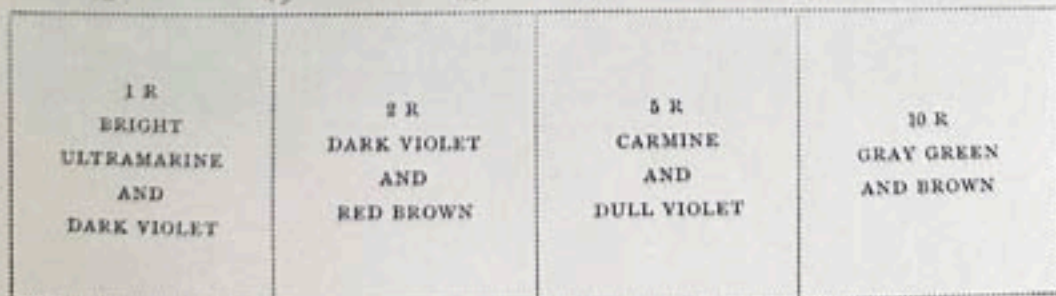 1 R
BRIGHT
ULTRAMARINE
AND
DARK VIOLET
2 R
DARK VIOLET
AND
RED BROWN
5 R
CARMINE
AND
DULL VIOLET
10 R
GRAY GREEN
AND BROWN